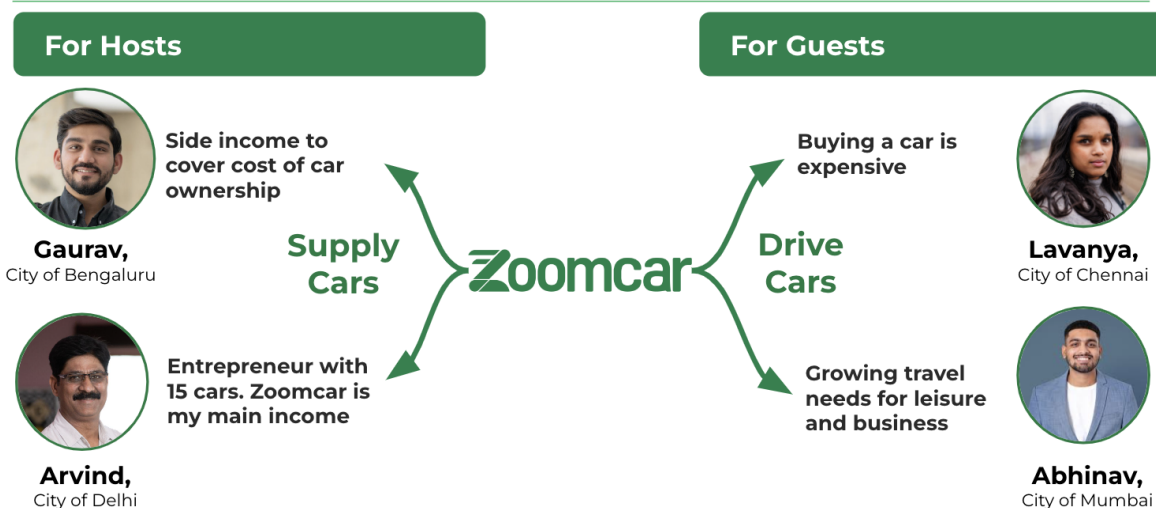 For Hosts
For Guests
Side income to
cover cost of car
ownership
Gaurav,
City of Bengaluru
Supply
Cars
Entrepreneur with
15 cars. Zoomcar is
my main income
Arvind,
City of Delhi
Zoomcar
Drive
Cars
Buying a car is
expensive
Lavanya,
City of Chennai
Growing travel
needs for leisure
and business
Abhinav,
City of Mumbai